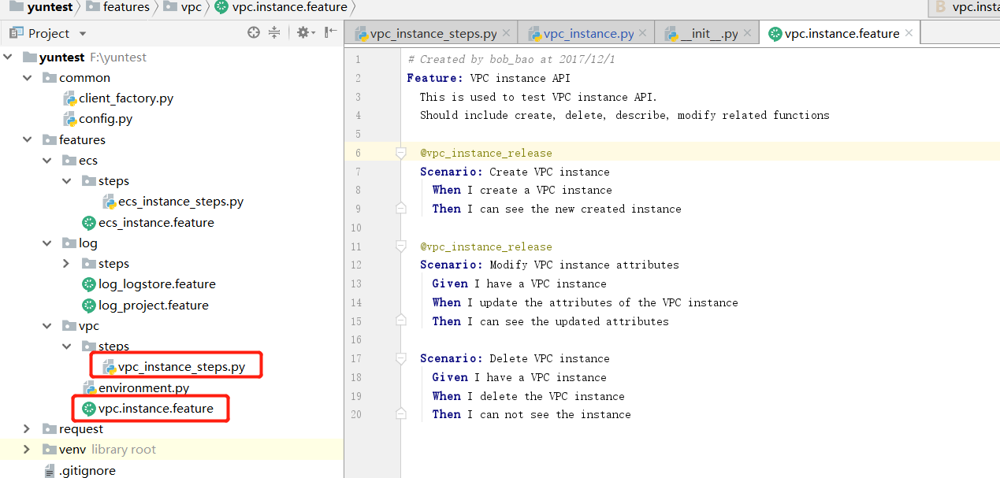 yuntest features vpc vpc.instance.feature vpc.insta
Project
vpc_instance_steps.py vpc_instance.py __init__.py vpc.instance.feature
yuntest F:\yuntest
common
client_factory.py
config.py
features
ecs
steps
ecs_instance_steps.py
ecs_instance.feature
log
steps
log_logstore.feature
log_project.feature
vpc
steps
vpc_instance_steps.py
environment.py
vpc.instance.feature
request
venv library root
.gitignore
1 # Created by bob_bao at 2017/12/1
2 Feature: VPC instance API
3 This is used to test VPC instance API.
4 Should include create, delete, describe, modify related functions
5
6 @vpc_instance_release
7 Scenario: Create VPC instance
8 When I create a VPC instance
9 Then I can see the new created instance
10
11 @vpc_instance_release
12 Scenario: Modify VPC instance attributes
13 Given I have a VPC instance
14 When I update the attributes of the VPC instance
15 Then I can see the updated attributes
16
17 Scenario: Delete VPC instance
18 Given I have a VPC instance
19 When I delete the VPC instance
20 Then I can not see the instance